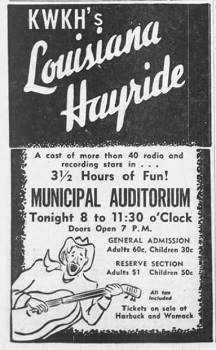 KWKH's
Louisiana
Hayride
A cast of more than 40 radio and
recording stars in . . .
3½ Hours of Fun!
MUNICIPAL AUDITORIUM
Tonight 8 to 11:30 o'Clock
Doors Open 7 P.M.
GENERAL ADMISSION
Adults 60c, Children 30c
RESERVE SECTION
Adults $1 Children 50c
All tax
Included
Tickets on sale at
Harbuck and Womack